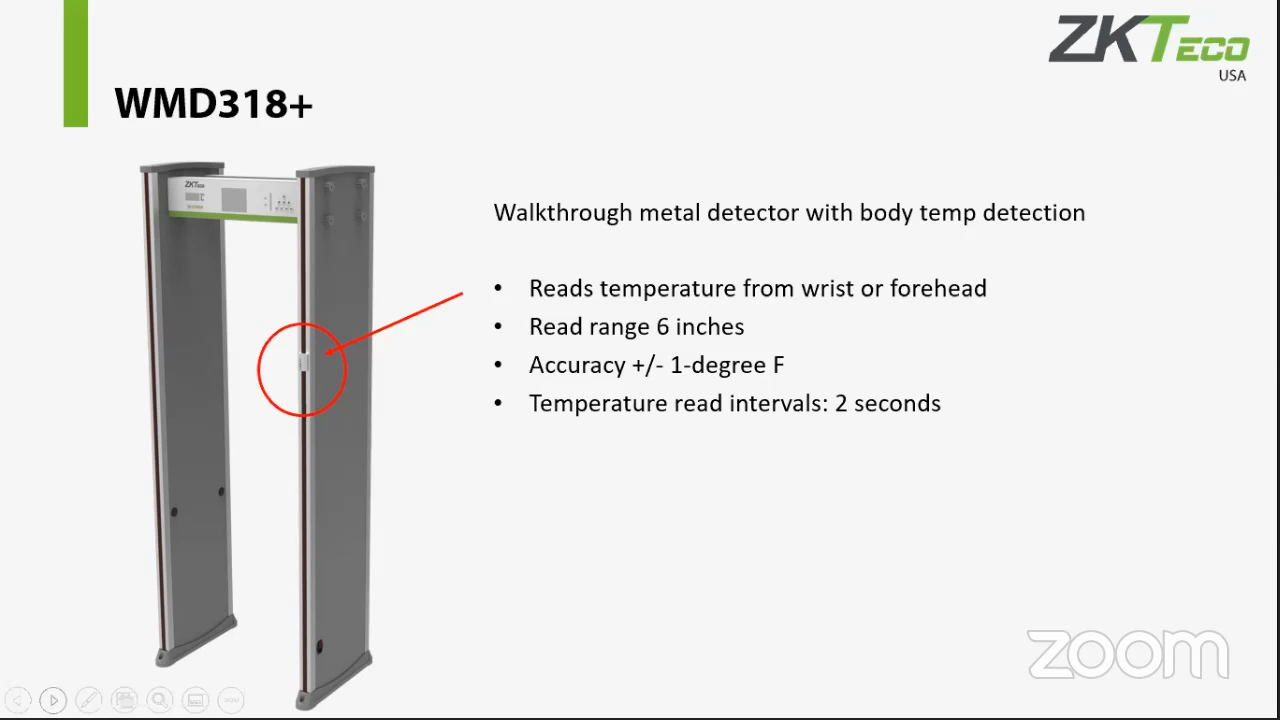 ZKTECO
USA
WMD318+
ZKTECO
Walkthrough metal detector with body temp detection
• Reads temperature from wrist or forehead
• Read range 6 inches
• Accuracy +/- 1-degree F
• Temperature read intervals: 2 seconds
zoom